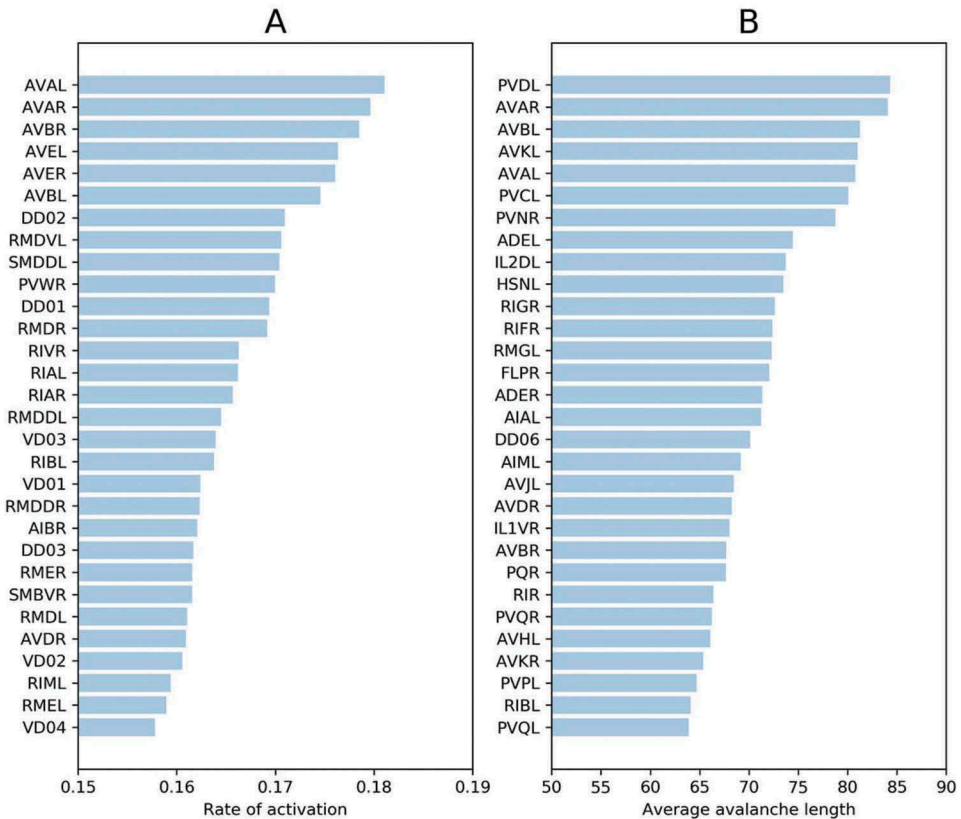 A
AVAL
AVAR
AVBR
AVEL
AVER
AVBL
DD02
RMDVL
SMDDL
PVWR
DD01
RMDR
RIVR
RIAL
RIAR
RMDDL
VD03
RIBL
VD01
RMDDR
AIBR
DD03
RMER
SMBVR
RMDL
AVDR
VD02
RIML
RMEL
VD04
0.15 0.16 0.17 0.18 0.19
Rate of activation
B
PVDL
AVAR
AVBL
AVKL
AVAL
PVCL
PVNR
ADEL
IL2DL
HSNL
RIGR
RIFR
RMGL
FLPR
ADER
AIAL
DD06
AIML
AVJL
AVDR
IL1VR
AVBR
PQR
RIR
PVQR
AVHL
AVKR
PVPL
RIBL
PVQL
50 55 60 65 70 75 80 85 90
Average avalanche length